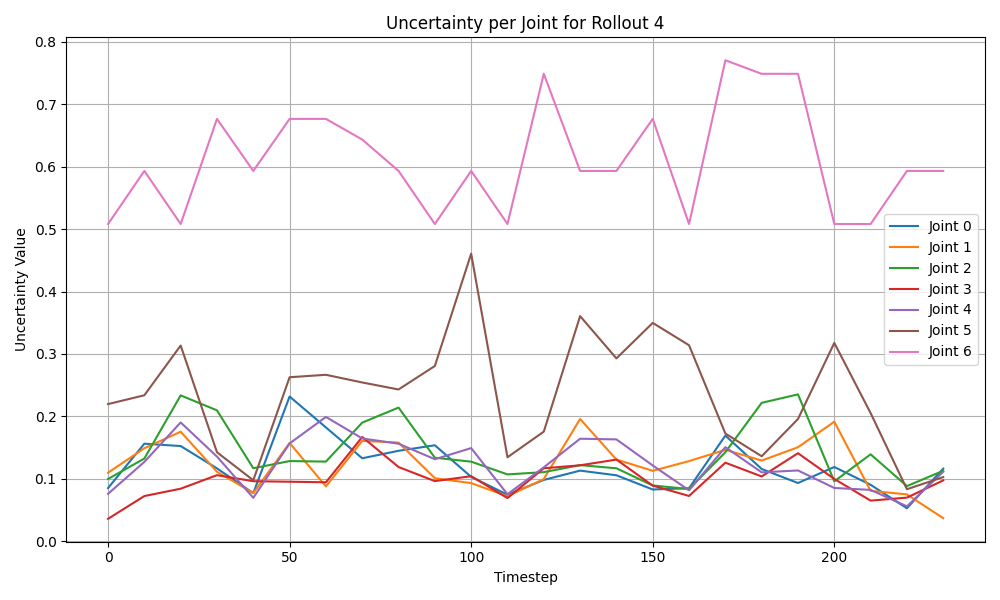 Uncertainty per Joint for Rollout 4
Uncertainty Value
0.8
0.7
0.6
0.5
0.4
0.3
0.2
0.1
0.0
Joint 0
Joint 1
Joint 2
Joint 3
Joint 4
Joint 5
Joint 6
0
50
100
150
200
Timestep